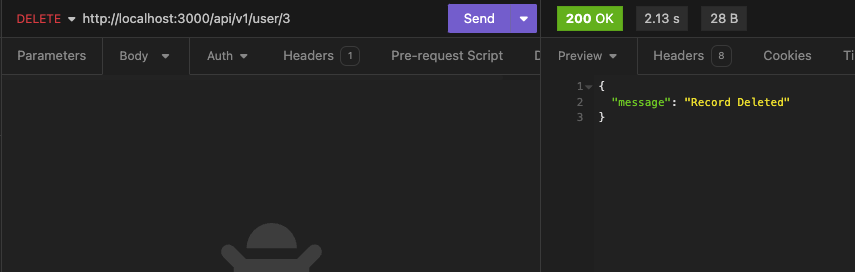 DELETE http://localhost:3000/api/v1/user/3 Send 200 OK 2.13 s 28 B
Parameters Body Auth Headers 1 Pre-request Script Preview Headers 8 Cookies
1 {
2 "message": "Record Deleted"
3 }